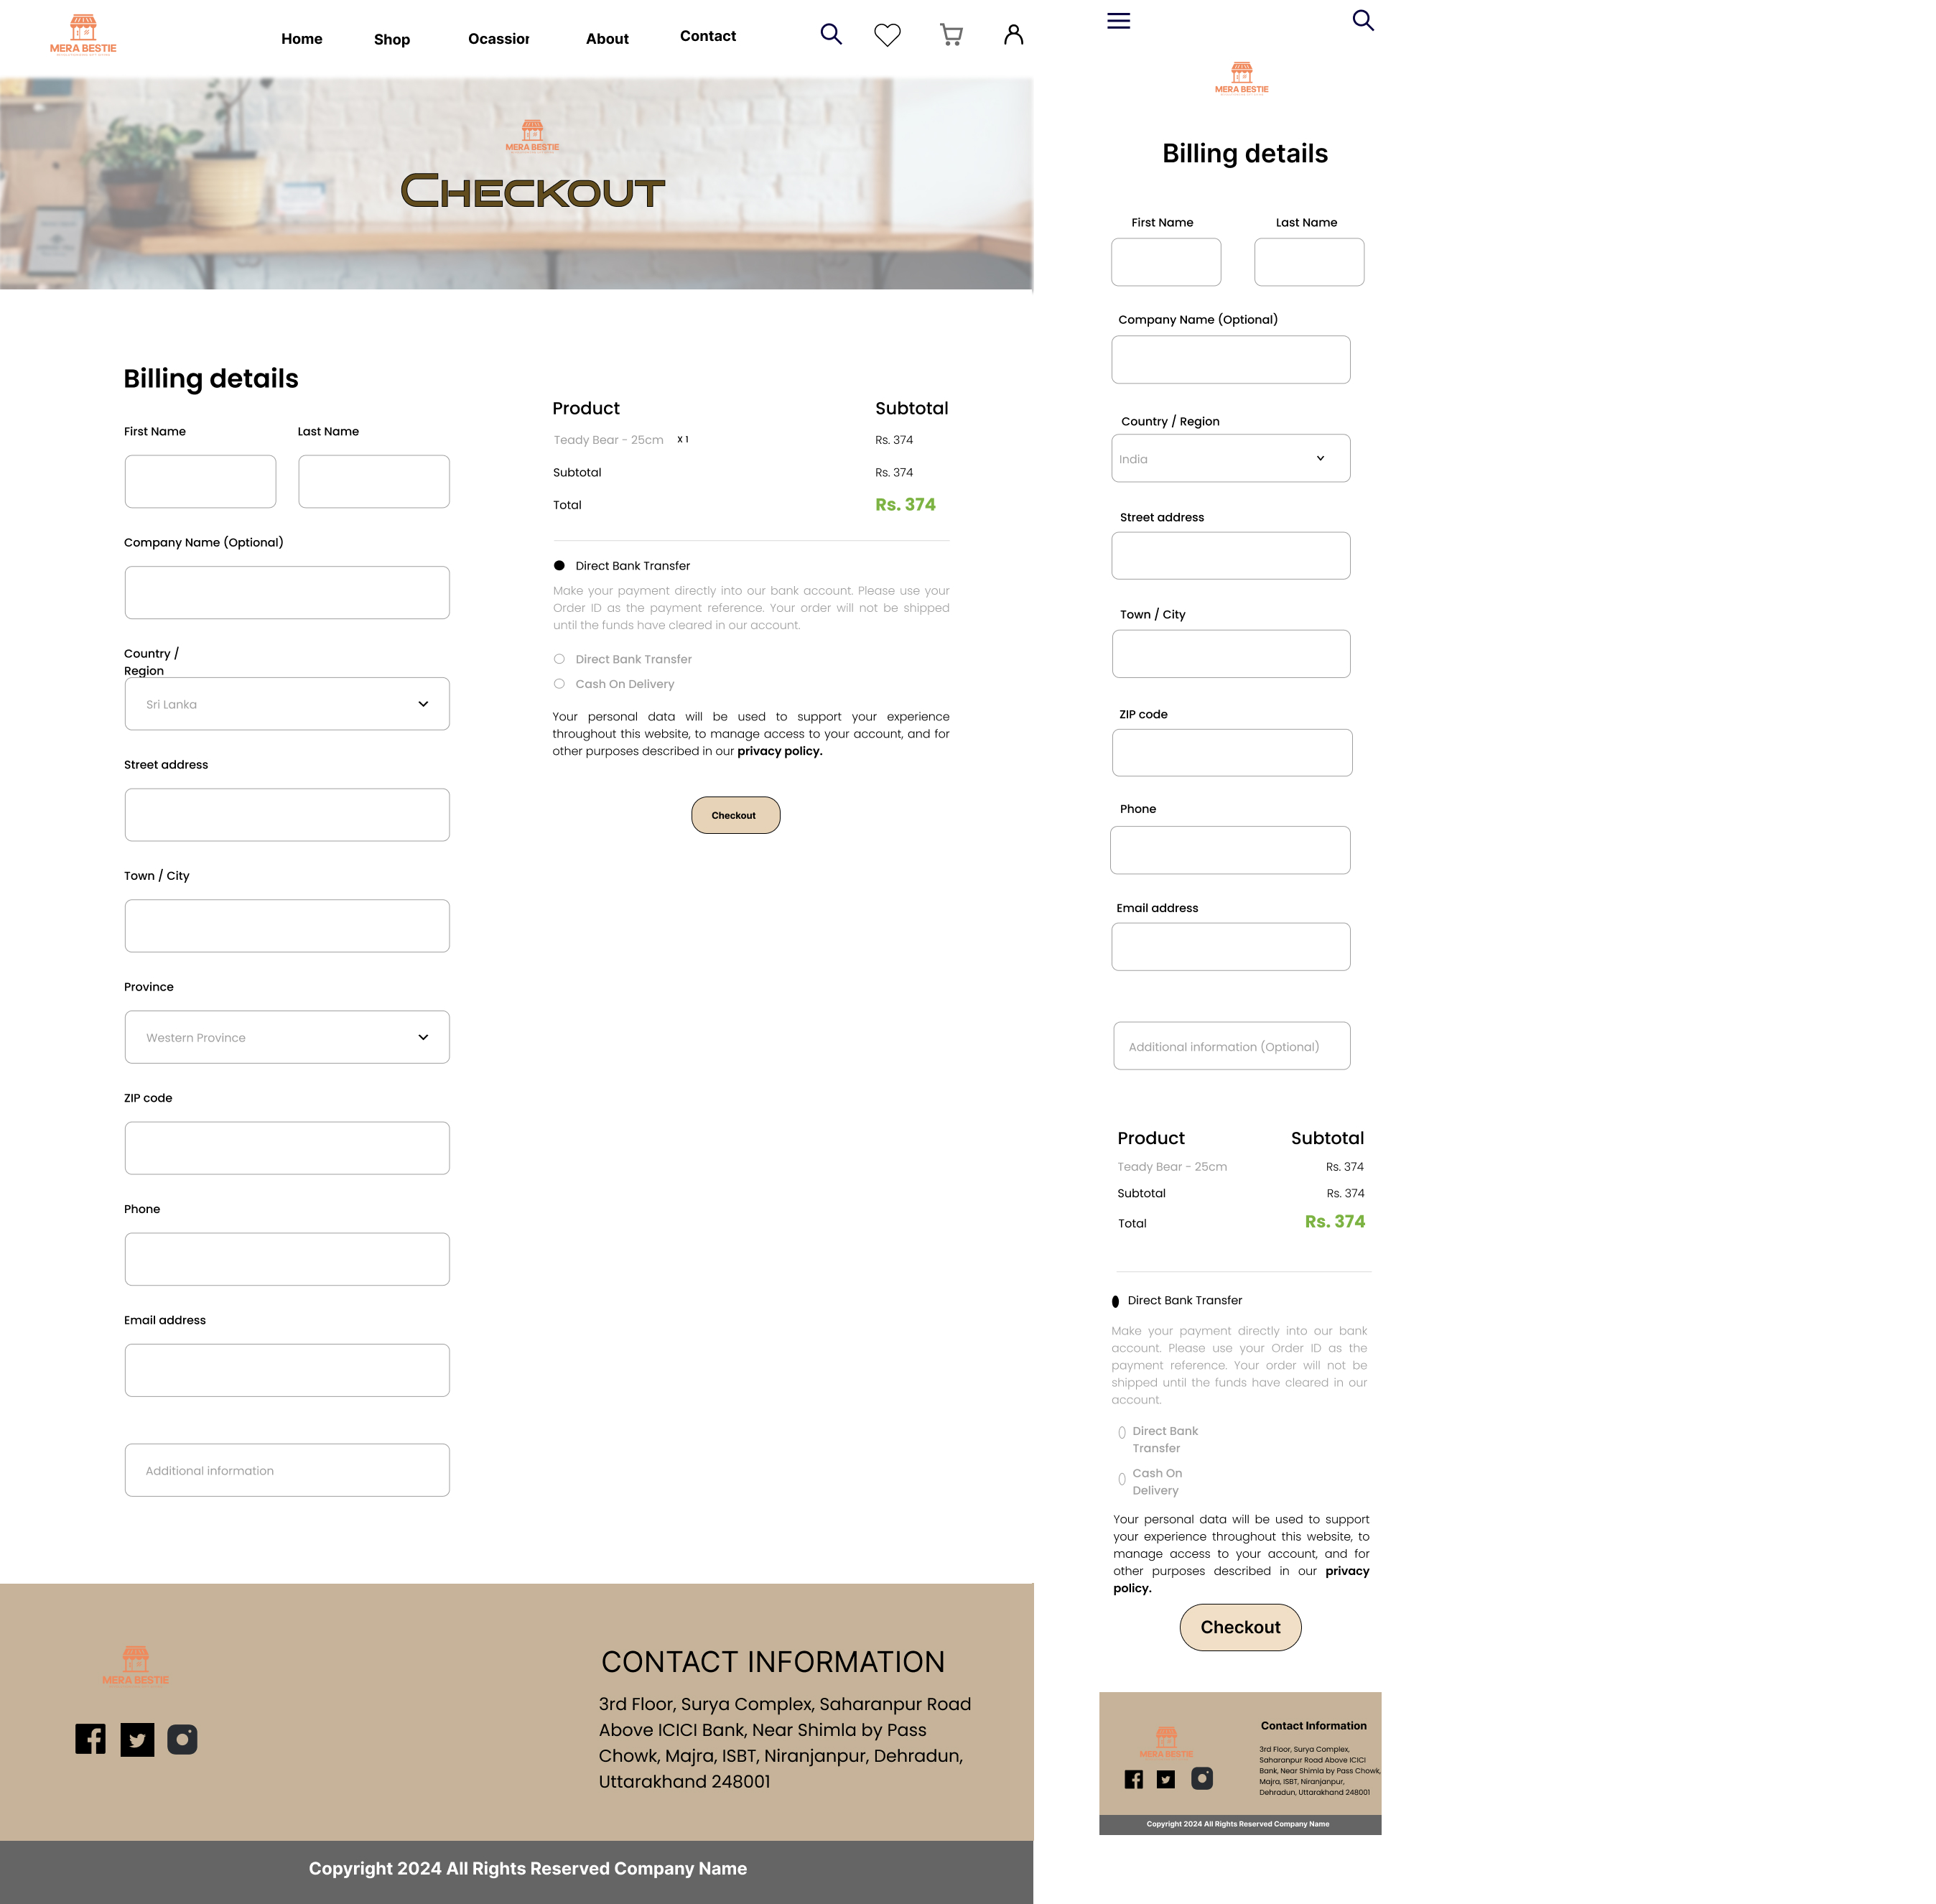 MERA BESTIE
Home
Shop
Ocassior
About
Contact
MERA BESTIE
CHECKOUT
Billing details
First Name
Last Name
Company Name (Optional)
Country /
Region
Sri Lanka
Street address
Town / City
Province
Western Province
ZIP code
Phone
Email address
Additional information
Product
Subtotal
Teady Bear - 25cm
X 1
Rs. 374
Subtotal
Rs. 374
Total
Rs. 374
Direct Bank Transfer
Make your payment directly into our bank account. Please use your
Order ID as the payment reference. Your order will not be shipped
until the funds have cleared in our account.
Direct Bank Transfer
Cash On Delivery
Your personal data will be used to support your experience
throughout this website, to manage access to your account, and for
other purposes described in our privacy policy.
Checkout
MERA BESTIE
CONTACT INFORMATION
3rd Floor, Surya Complex, Saharanpur Road
Above ICICI Bank, Near Shimla by Pass
Chowk, Majra, ISBT, Niranjanpur, Dehradun,
Uttarakhand 248001
Copyright 2024 All Rights Reserved Company Name
MERA BESTIE
Billing details
First Name
Last Name
Company Name (Optional)
Country / Region
India
Street address
Town / City
ZIP code
Phone
Email address
Additional information (Optional)
Product
Subtotal
Teady Bear - 25cm
Rs. 374
Subtotal
Rs. 374
Total
Rs. 374
Direct Bank Transfer
Make your payment directly into our bank
account. Please use your Order ID as the
payment reference. Your order will not be
shipped until the funds have cleared in our
account.
Direct Bank
Transfer
Cash On
Delivery
Your personal data will be used to support
your experience throughout this website, to
manage access to your account, and for
other purposes described in our privacy
policy.
Checkout
MERA BESTIE
Contact Information
3rd Floor, Surya Complex,
Saharanpur Road Above ICICI
Bank, Near Shimla by Pass Chowk,
Majra, ISBT, Niranjanpur,
Dehradun, Uttarakhand 248001
Copyright 2024 All Rights Reserved Company Name